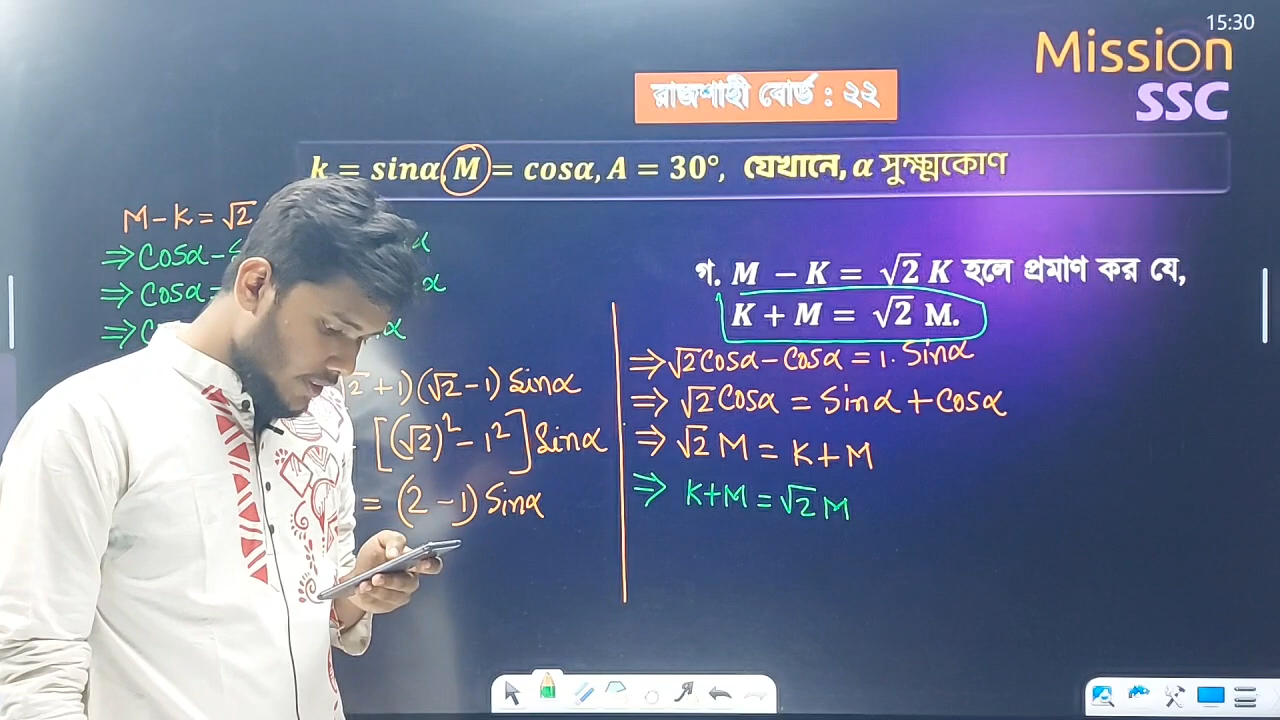 15:30
Mission
SSC
রাজশাহী বোর্ড : ২২
k = sinα, M = cosα, A = 30°, যেখানে, α সুক্ষ্মকোণ
M - K = √2
⇒ Cosα - α
⇒ Cosα = α
⇒ C α
√2 + 1)(√2 - 1) Sinα
[(√2)² - 1²] Sinα
= (2 - 1) Sinα
গ. M - K = √2 K হলে প্রমাণ কর যে,
K + M = √2 M.
⇒ √2 Cosα - Cosα = 1. Sinα
⇒ √2 Cosα = Sinα + Cosα
⇒ √2 M = K + M
⇒ K + M = √2 M